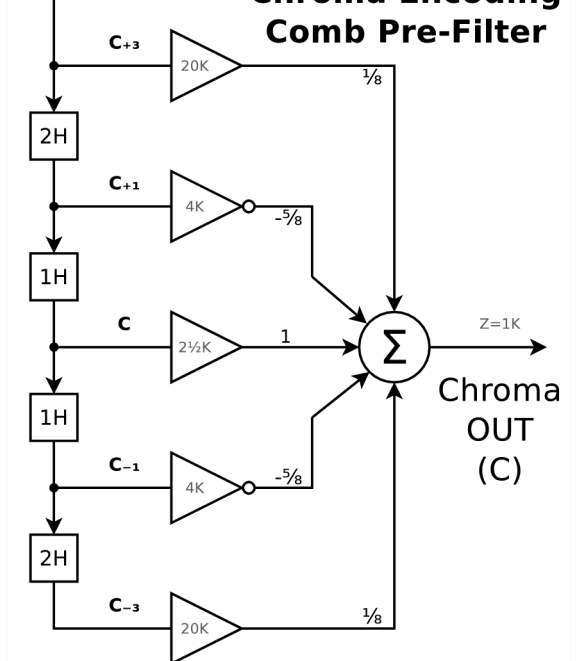 Chroma Encoding
Comb Pre-Filter
C₊₃
20K
⅛
2H
C₊₁
4K
-⅝
1H
C
2½K
1
Σ
Z=1K
Chroma
OUT
(C)
1H
C₋₁
4K
-⅝
2H
C₋₃
20K
⅛